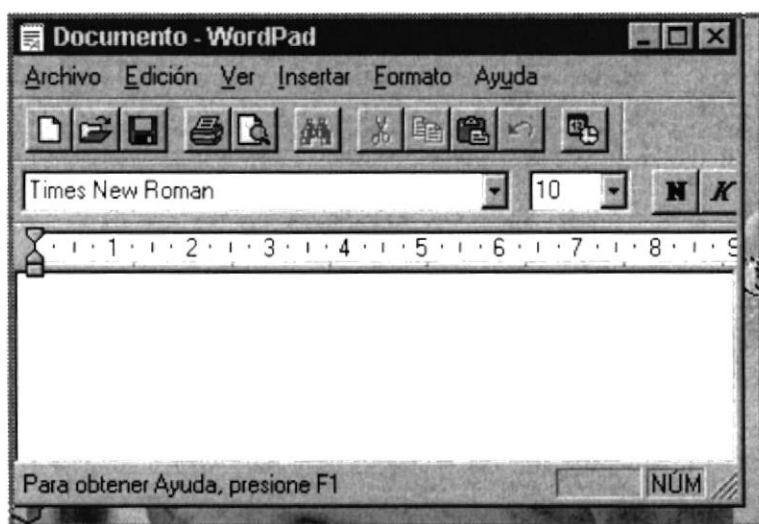 Documento - WordPad
Archivo Edición Ver Insertar Formato Ayuda
Times New Roman 10 N K
1 2 3 4 5 6 7 8 9
Para obtener Ayuda, presione F1 NÚM